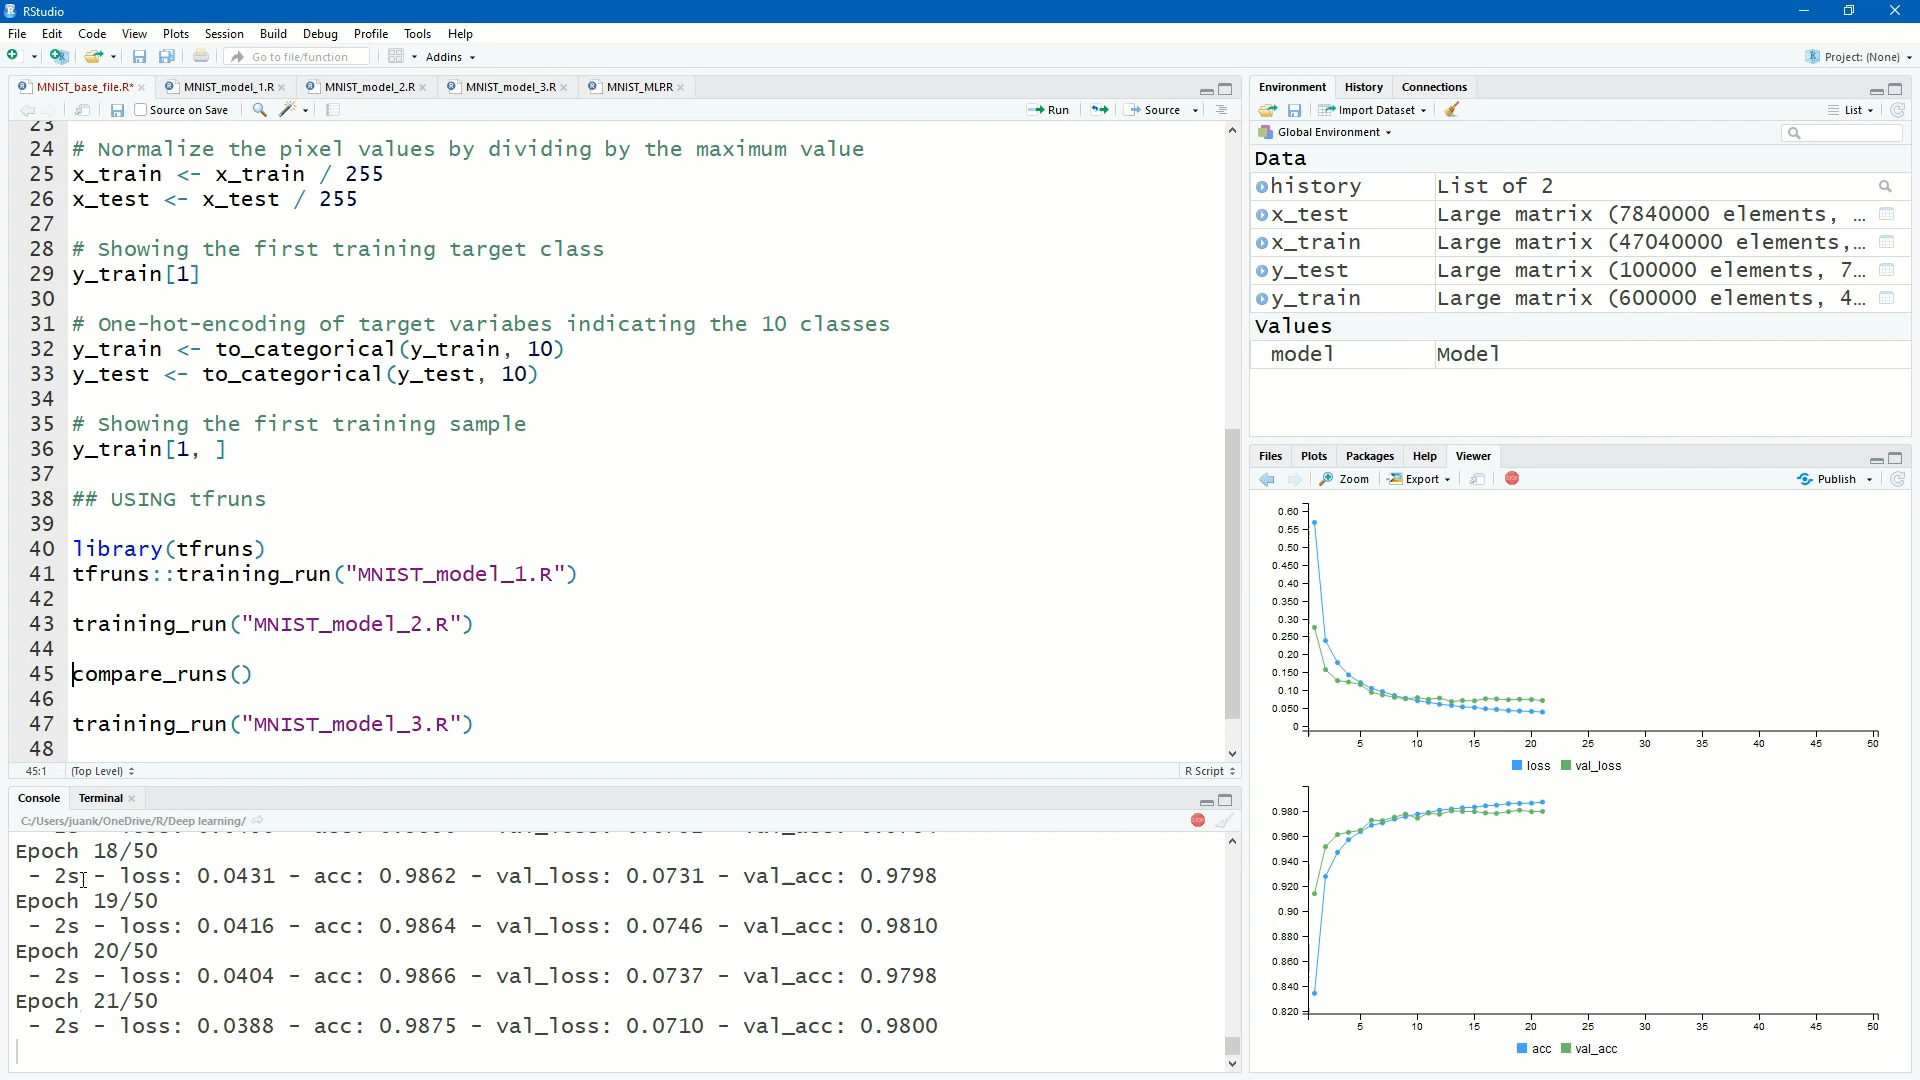 RStudio
File Edit Code View Plots Session Build Debug Profile Tools Help
Go to file/function Addins Project: (None)
MNIST_base_file.R* MNIST_model_1.R MNIST_model_2.R MNIST_model_3.R MNIST_MLPR
Source on Save Run Source
23
24 # Normalize the pixel values by dividing by the maximum value
25 x_train <- x_train / 255
26 x_test <- x_test / 255
27
28 # Showing the first training target class
29 y_train[1]
30
31 # One-hot-encoding of target variabes indicating the 10 classes
32 y_train <- to_categorical(y_train, 10)
33 y_test <- to_categorical(y_test, 10)
34
35 # Showing the first training sample
36 y_train[1, ]
37
38 ## USING tfruns
39
40 library(tfruns)
41 tfruns::training_run("MNIST_model_1.R")
42
43 training_run("MNIST_model_2.R")
44
45 compare_runs()
46
47 training_run("MNIST_model_3.R")
48
45:1 (Top Level) R Script
Console Terminal
C:/Users/juank/OneDrive/R/Deep learning/
Epoch 18/50
- 2s - loss: 0.0431 - acc: 0.9862 - val_loss: 0.0731 - val_acc: 0.9798
Epoch 19/50
- 2s - loss: 0.0416 - acc: 0.9864 - val_loss: 0.0746 - val_acc: 0.9810
Epoch 20/50
- 2s - loss: 0.0404 - acc: 0.9866 - val_loss: 0.0737 - val_acc: 0.9798
Epoch 21/50
- 2s - loss: 0.0388 - acc: 0.9875 - val_loss: 0.0710 - val_acc: 0.9800
Environment History Connections
Import Dataset List
Global Environment
Data
history List of 2
x_test Large matrix (7840000 elements, …
x_train Large matrix (47040000 elements,…
y_test Large matrix (100000 elements, 7…
y_train Large matrix (600000 elements, 4…
Values
model Model
Files Plots Packages Help Viewer
Zoom Export Publish
0.60
0.55
0.50
0.450
0.40
0.350
0.30
0.250
0.20
0.150
0.10
0.050
0
5 10 15 20 25 30 35 40 45 50
loss val_loss
0.980
0.960
0.940
0.920
0.90
0.880
0.860
0.840
0.820
5 10 15 20 25 30 35 40 45 50
acc val_acc